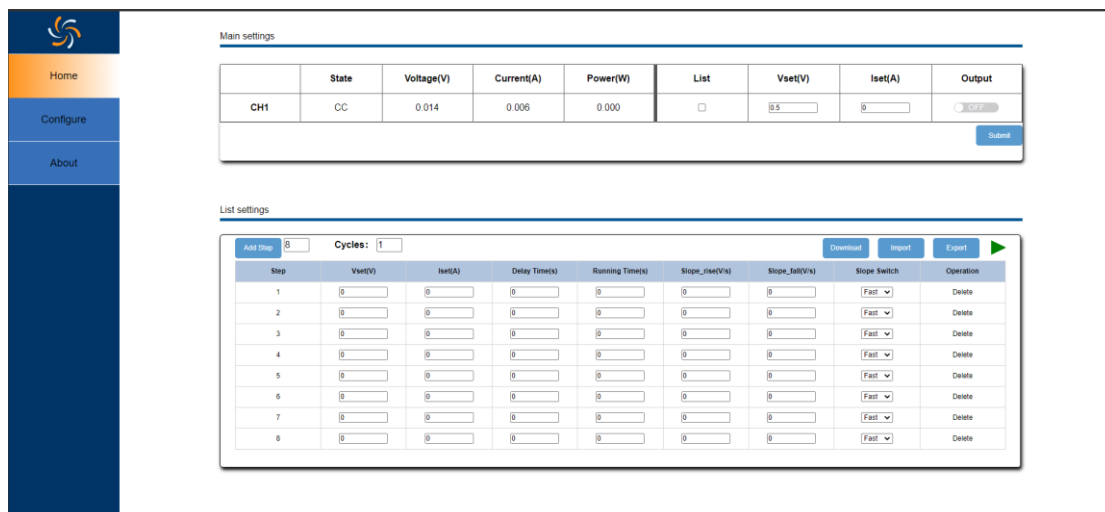 Home
Configure
About
Main settings
State Voltage(V) Current(A) Power(W) List Vset(V) Iset(A) Output
CH1 CC 0.014 0.006 0.000 0.5 0 OFF
Submit
List settings
Add Step 8 Cycles: 1 Download Import Export
Step Vset(V) Iset(A) Delay Time(s) Running Time(s) Slope_rise(V/s) Slope_fall(V/s) Slope Switch Operation
1 0 0 0 0 0 0 Fast Delete
2 0 0 0 0 0 0 Fast Delete
3 0 0 0 0 0 0 Fast Delete
4 0 0 0 0 0 0 Fast Delete
5 0 0 0 0 0 0 Fast Delete
6 0 0 0 0 0 0 Fast Delete
7 0 0 0 0 0 0 Fast Delete
8 0 0 0 0 0 0 Fast Delete